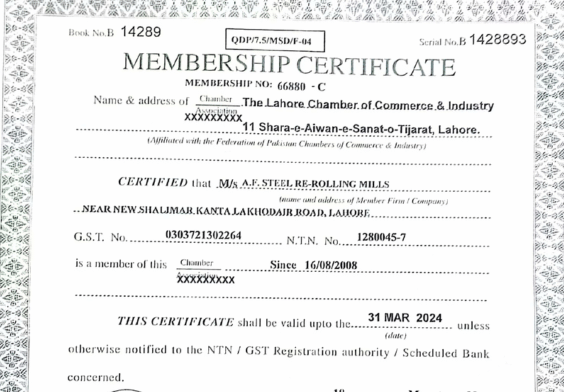 Book No.B 14289
QDP/7.5/MSD/F-04
Serial No.B 1428893
MEMBERSHIP CERTIFICATE
MEMBERSHIP NO: 66880 - C
Name & address of Chamber The Lahore Chamber of Commerce & Industry
Association
XXXXXXXXX
11 Shara-e-Aiwan-e-Sanat-o-Tijarat, Lahore.
(Affiliated with the Federation of Pakistan Chambers of Commerce & Industry)
CERTIFIED that M/s A.F. STEEL RE-ROLLING MILLS
(name and address of Member Firm / Company)
NEAR NEW SHALIMAR, KANTA LAKHODAIR ROAD, LAHORE
G.S.T. No. 0303721302264 N.T.N. No. 1280045-7
is a member of this Chamber Since 16/08/2008
Association
XXXXXXXXX
THIS CERTIFICATE shall be valid upto the 31 MAR 2024 unless
(date)
otherwise notified to the NTN / GST Registration authority / Scheduled Bank
concerned.